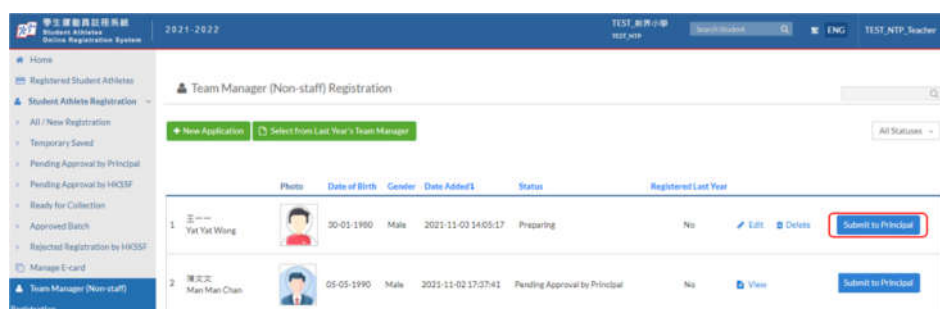 學生運動員註冊系統
Student Athletes
Online Registration System
2021-2022
TEST_新界小學
TEST_NTP
Search Student
繁 ENG
TEST_NTP_Teacher
Home
Registered Student Athletes
Student Athlete Registration
All / New Registration
Temporary Saved
Pending Approval by Principal
Pending Approval by HKSSF
Ready for Collection
Approved Batch
Rejected Registration by HKSSF
Manage E-card
Team Manager (Non-staff)
Registration
Team Manager (Non-staff) Registration
+ New Application
Select from Last Year's Team Manager
All Statuses
Photo Date of Birth Gender Date Added Status Registered Last Year
1 王一一
Yat Yat Wong
30-01-1980 Male 2021-11-03 14:05:17 Preparing No Edit Delete Submit to Principal
2 陳文文
Man Man Chan
05-05-1990 Male 2021-11-02 17:37:41 Pending Approval by Principal No View Submit to Principal